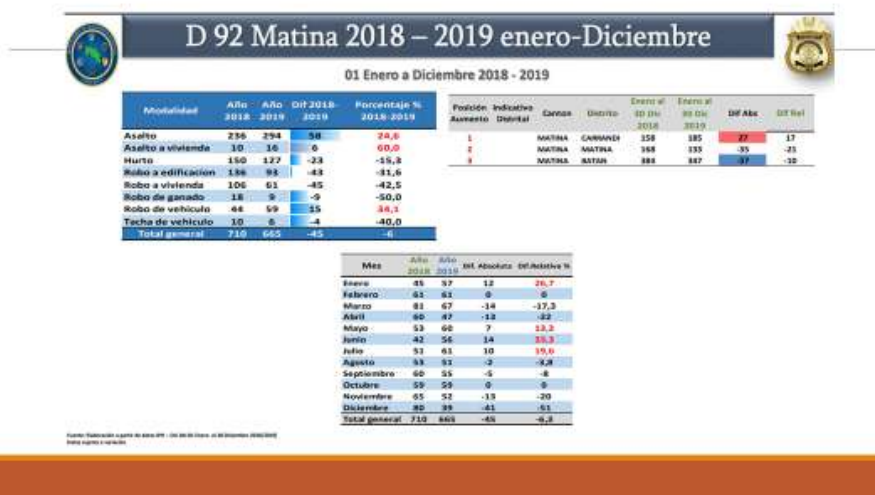 D 92 Matina 2018 – 2019 enero-Diciembre
01 Enero a Diciembre 2018 - 2019
Modalidad Año 2018 Año 2019 Dif 2018-2019 Porcentaje % 2018-2019
Asalto 236 294 58 24,6
Asalto a vivienda 10 16 6 60,0
Hurto 150 127 -23 -15,3
Robo a edificacion 136 93 -43 -31,6
Robo a vivienda 106 61 -45 -42,5
Robo de ganado 18 9 -9 -50,0
Robo de vehiculo 44 59 15 34,1
Tacha de vehiculo 10 6 -4 -40,0
Total general 710 665 -45 -6
Posición Aumento Indicativo Distrital Canton Distrito Enero al 30 Dic 2018 Enero al 30 Dic 2019 Dif Abs Dif Rel
1 MATINA CARRANDI 158 185 27 17
2 MATINA MATINA 168 133 -35 -21
3 MATINA BATAN 384 347 -37 -10
Mes Año 2018 Año 2019 Dif. Absoluta Dif.Relativa %
Enero 45 57 12 26,7
Febrero 61 61 0 0
Marzo 81 67 -14 -17,3
Abril 60 47 -13 -22
Mayo 53 60 7 13,2
Junio 42 56 14 33,3
Julio 51 61 10 19,6
Agosto 53 51 -2 -3,8
Septiembre 60 55 -5 -8
Octubre 59 59 0 0
Noviembre 65 52 -13 -20
Diciembre 80 39 -41 -51
Total general 710 665 -45 -6,3